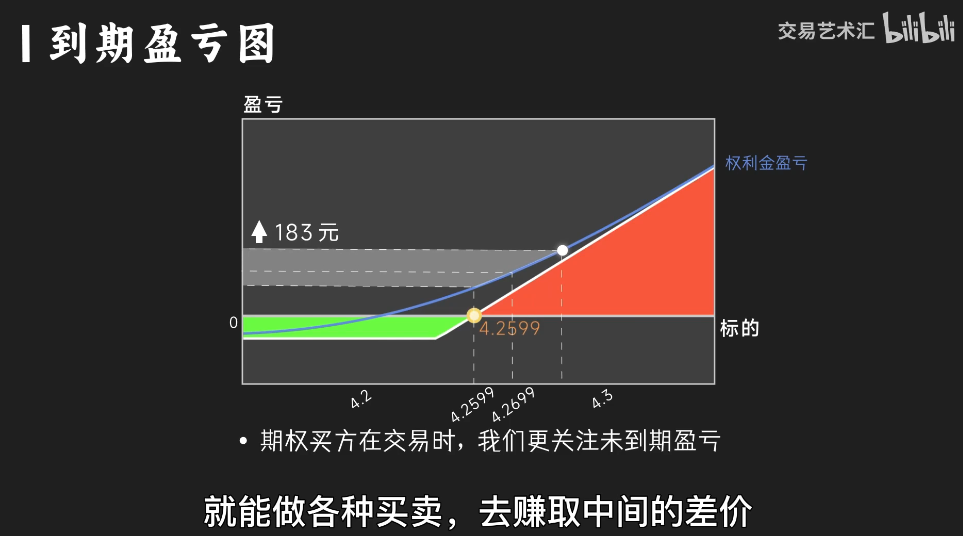 到期盈亏图
交易艺术汇 bilibili
盈亏
权利金盈亏
183元
0
4.2599
标的
4.2
4.2599
4.2699
4.3
• 期权买方在交易时，我们更关注未到期盈亏
就能做各种买卖，去赚取中间的差价